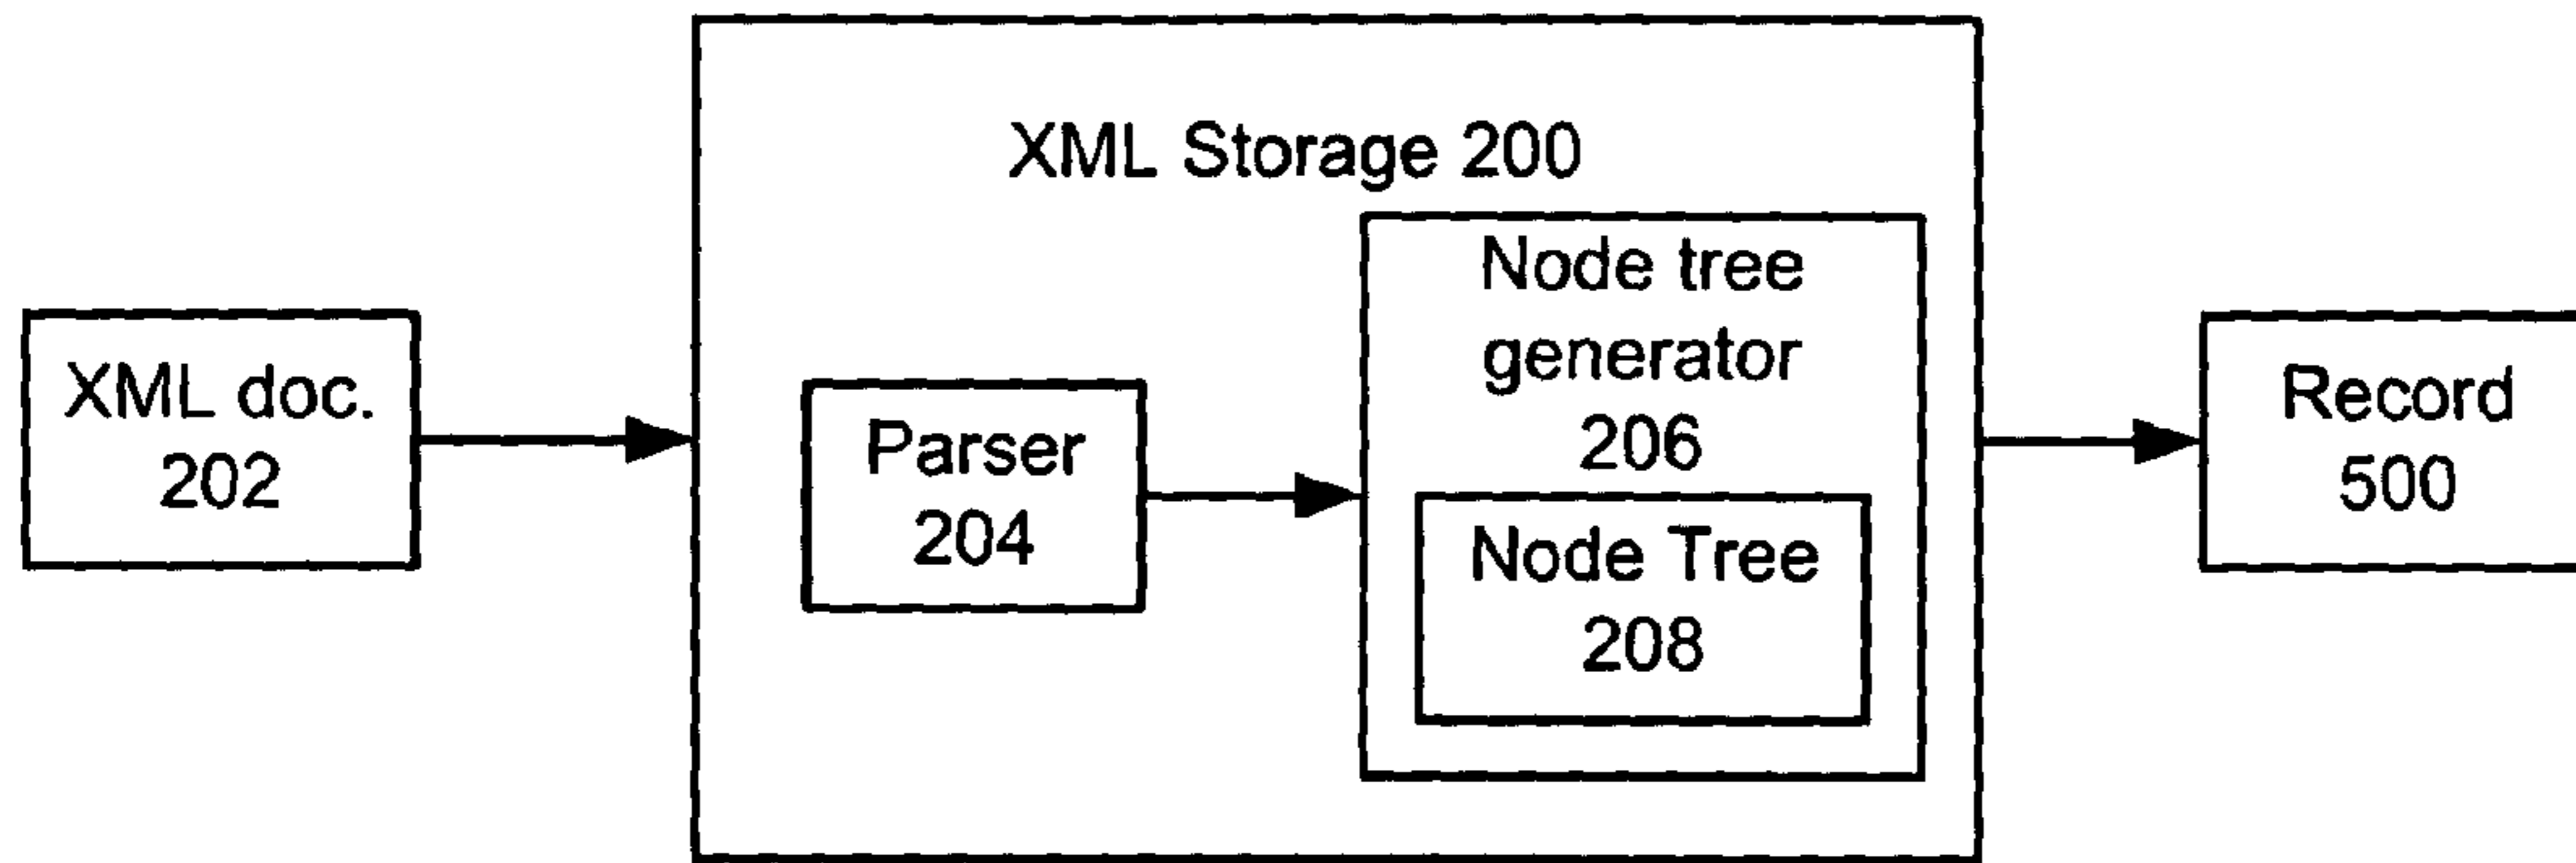 XML doc.
202
XML Storage 200
Parser
204
Node tree
generator
206
Node Tree
208
Record
500